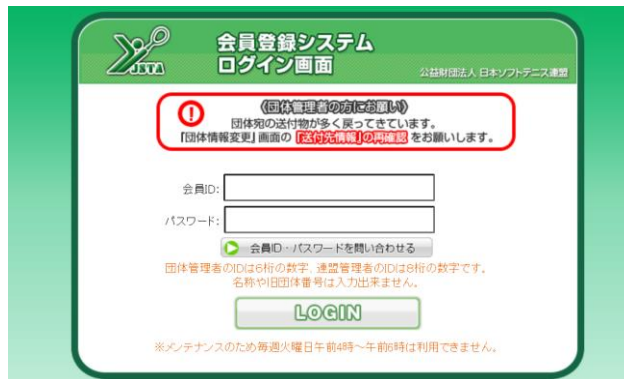 JSTA
会員登録システム
ログイン画面
公益財団法人 日本ソフトテニス連盟
《団体管理者の方にお願い》
団体宛の送付物が多く戻ってきています。
「団体情報変更」画面の『送付先情報』の再確認をお願いします。
会員ID:
パスワード:
会員ID・パスワードを問い合わせる
団体管理者のIDは6桁の数字、連盟管理者のIDは8桁の数字です。
名称や旧団体番号は入力出来ません。
LOGIN
※メンテナンスのため毎週火曜日午前4時～午前6時は利用できません。